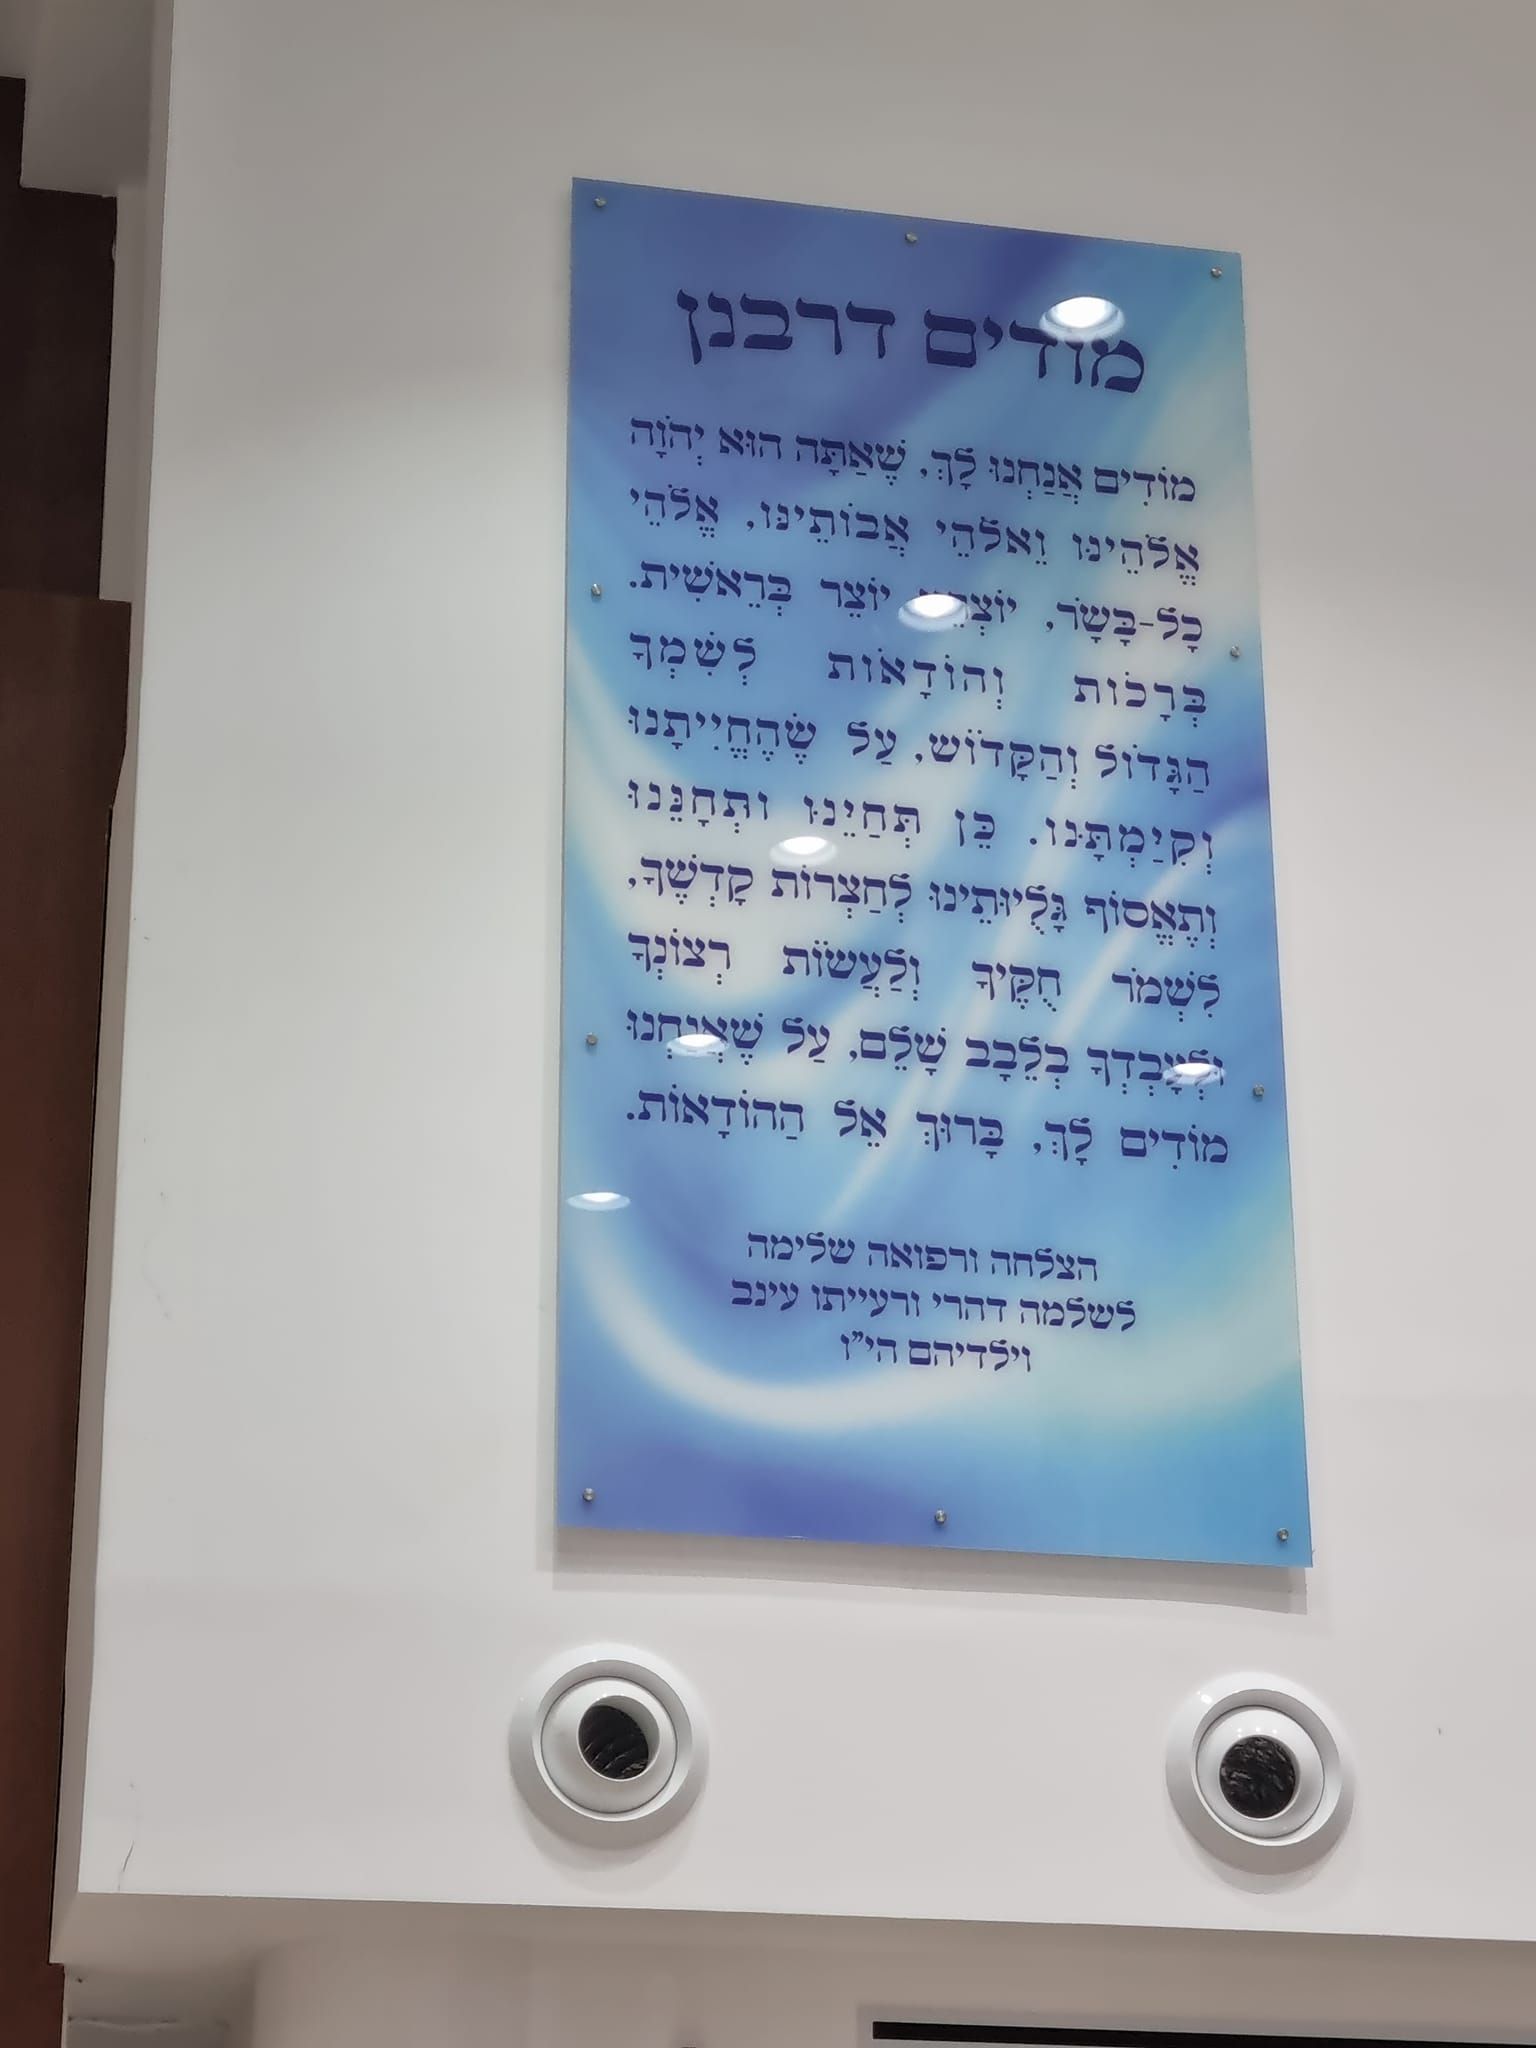 מודים דרבנן
מוֹדִים אֲנַחְנוּ לָךְ, שֶׁאַתָּה הוּא יְהֹוָה
אֱלֹהֵינוּ וֵאלֹהֵי אֲבוֹתֵינוּ, אֱלֹהֵי
כָל-בָּשָׂר, יוֹצְרֵנוּ יוֹצֵר בְּרֵאשִׁית.
בְּרָכוֹת וְהוֹדָאוֹת לְשִׁמְךָ
הַגָּדוֹל וְהַקָּדוֹשׁ, עַל שֶׁהֶחֱיִיתָנוּ
וְקִיַּמְתָּנוּ. כֵּן תְּחַיֵּנוּ וּתְחָנֵּנוּ
וְתֶאֱסוֹף גָּלֻיּוֹתֵינוּ לְחַצְרוֹת קָדְשֶׁךָ,
לִשְׁמֹר חֻקֶּיךָ וְלַעֲשׂוֹת רְצוֹנְךָ
וּלְעָבְדְךָ בְלֵבָב שָׁלֵם, עַל שֶׁאֲנַחְנוּ
מוֹדִים לָךְ, בָּרוּךְ אֵל הַהוֹדָאוֹת.
הצלחה ורפואה שלימה
לשלמה דהרי ורעייתו עינב
וילדיהם הי"ו